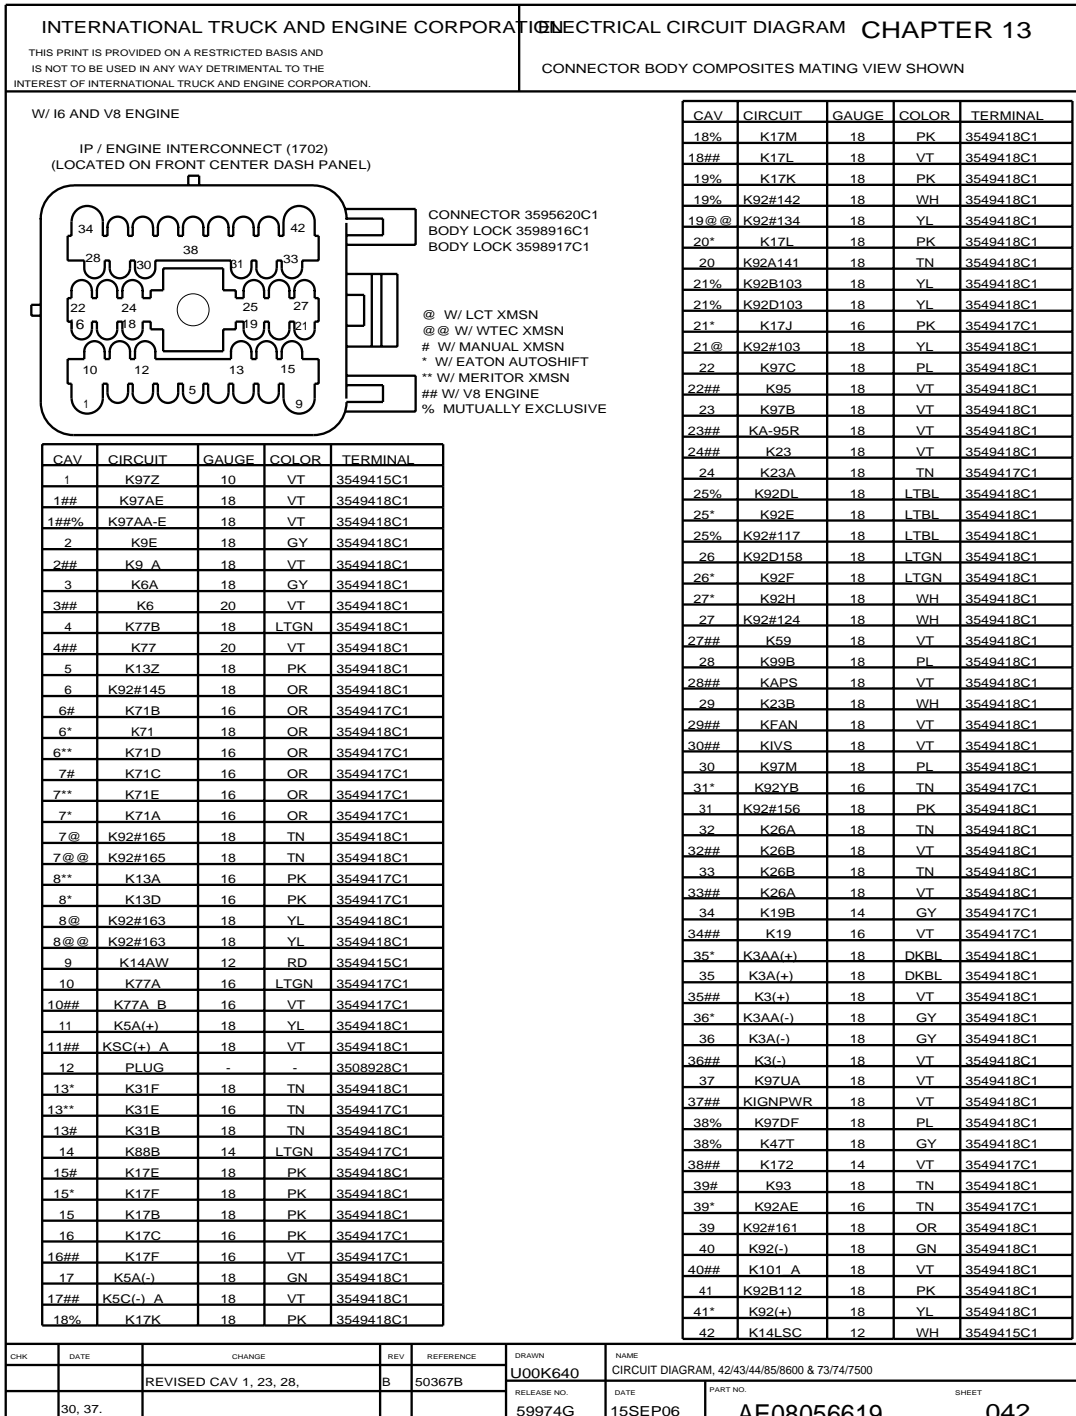 INTERNATIONAL TRUCK AND ENGINE CORPORATION
THIS PRINT IS PROVIDED ON A RESTRICTED BASIS AND
IS NOT TO BE USED IN ANY WAY DETRIMENTAL TO THE
INTEREST OF INTERNATIONAL TRUCK AND ENGINE CORPORATION.
ELECTRICAL CIRCUIT DIAGRAM CHAPTER 13
CONNECTOR BODY COMPOSITES MATING VIEW SHOWN
W/ I6 AND V8 ENGINE
IP / ENGINE INTERCONNECT (1702)
(LOCATED ON FRONT CENTER DASH PANEL)
34 42
38
28 30 31 33
22 24 25 27
16 18 19 21
10 12 13 15
1 5 9
CONNECTOR 3595620C1
BODY LOCK 3598916C1
BODY LOCK 3598917C1
@ W/ LCT XMSN
@@ W/ WTEC XMSN
# W/ MANUAL XMSN
* W/ EATON AUTOSHIFT
** W/ MERITOR XMSN
## W/ V8 ENGINE
% MUTUALLY EXCLUSIVE
CAV CIRCUIT GAUGE COLOR TERMINAL
1 K97Z 10 VT 3549415C1
1## K97AE 18 VT 3549418C1
1##% K97AA-E 18 VT 3549418C1
2 K9E 18 GY 3549418C1
2## K9_A 18 VT 3549418C1
3 K6A 18 GY 3549418C1
3## K6 20 VT 3549418C1
4 K77B 18 LTGN 3549418C1
4## K77 20 VT 3549418C1
5 K13Z 18 PK 3549418C1
6 K92#145 18 OR 3549418C1
6# K71B 16 OR 3549417C1
6* K71 18 OR 3549418C1
6** K71D 16 OR 3549417C1
7# K71C 16 OR 3549417C1
7** K71E 16 OR 3549417C1
7* K71A 16 OR 3549417C1
7@ K92#165 18 TN 3549418C1
7@@ K92#165 18 TN 3549418C1
8** K13A 16 PK 3549417C1
8* K13D 16 PK 3549417C1
8@ K92#163 18 YL 3549418C1
8@@ K92#163 18 YL 3549418C1
9 K14AW 12 RD 3549415C1
10 K77A 16 LTGN 3549417C1
10## K77A_B 16 VT 3549417C1
11 K5A(+) 18 YL 3549418C1
11## KSC(+)_A 18 VT 3549418C1
12 PLUG - - 3508928C1
13* K31F 18 TN 3549418C1
13** K31E 16 TN 3549417C1
13# K31B 18 TN 3549418C1
14 K88B 14 LTGN 3549417C1
15# K17E 18 PK 3549418C1
15* K17F 18 PK 3549418C1
15 K17B 18 PK 3549418C1
16 K17C 16 PK 3549417C1
16## K17F 16 VT 3549417C1
17 K5A(-) 18 GN 3549418C1
17## K5C(-)_A 18 VT 3549418C1
18% K17K 18 PK 3549418C1
CAV CIRCUIT GAUGE COLOR TERMINAL
18% K17M 18 PK 3549418C1
18## K17L 18 VT 3549418C1
19% K17K 18 PK 3549418C1
19% K92#142 18 WH 3549418C1
19@@ K92#134 18 YL 3549418C1
20* K17L 18 PK 3549418C1
20 K92A141 18 TN 3549418C1
21% K92B103 18 YL 3549418C1
21% K92D103 18 YL 3549418C1
21* K17J 16 PK 3549417C1
21@ K92#103 18 YL 3549418C1
22 K97C 18 PL 3549418C1
22## K95 18 VT 3549418C1
23 K97B 18 VT 3549418C1
23## KA-95R 18 VT 3549418C1
24## K23 18 VT 3549418C1
24 K23A 18 TN 3549417C1
25% K92DL 18 LTBL 3549418C1
25* K92E 18 LTBL 3549418C1
25% K92#117 18 LTBL 3549418C1
26 K92D158 18 LTGN 3549418C1
26* K92F 18 LTGN 3549418C1
27* K92H 18 WH 3549418C1
27 K92#124 18 WH 3549418C1
27## K59 18 VT 3549418C1
28 K99B 18 PL 3549418C1
28## KAPS 18 VT 3549418C1
29 K23B 18 WH 3549418C1
29## KFAN 18 VT 3549418C1
30## KIVS 18 VT 3549418C1
30 K97M 18 PL 3549418C1
31* K92YB 16 TN 3549417C1
31 K92#156 18 PK 3549418C1
32 K26A 18 TN 3549418C1
32## K26B 18 VT 3549418C1
33 K26B 18 TN 3549418C1
33## K26A 18 VT 3549418C1
34 K19B 14 GY 3549417C1
34## K19 16 VT 3549417C1
35* K3AA(+) 18 DKBL 3549418C1
35 K3A(+) 18 DKBL 3549418C1
35## K3(+) 18 VT 3549418C1
36* K3AA(-) 18 GY 3549418C1
36 K3A(-) 18 GY 3549418C1
36## K3(-) 18 VT 3549418C1
37 K97UA 18 VT 3549418C1
37## KIGNPWR 18 VT 3549418C1
38% K97DF 18 PL 3549418C1
38% K47T 18 GY 3549418C1
38## K172 14 VT 3549417C1
39# K93 18 TN 3549418C1
39* K92AE 16 TN 3549417C1
39 K92#161 18 OR 3549418C1
40 K92(-) 18 GN 3549418C1
40## K101_A 18 VT 3549418C1
41 K92B112 18 PK 3549418C1
41* K92(+) 18 YL 3549418C1
42 K14LSC 12 WH 3549415C1
CHK DATE CHANGE REV REFERENCE DRAWN NAME
REVISED CAV 1, 23, 28, B 50367B U00K640 CIRCUIT DIAGRAM, 42/43/44/85/8600 & 73/74/7500
RELEASE NO. DATE PART NO. SHEET
30, 37. 59974G 15SEP06 AE08056619 042